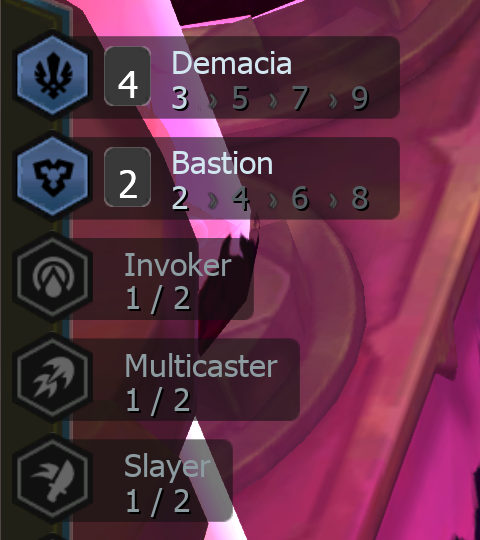 4 Demacia
3 › 5 › 7 › 9
2 Bastion
2 › 4 › 6 › 8
Invoker
1 / 2
Multicaster
1 / 2
Slayer
1 / 2